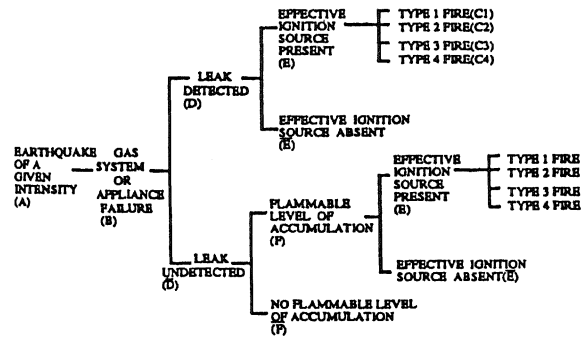 EARTHQUAKE
OF A
GIVEN
INTENSITY
(A)
GAS
SYSTEM
OR
APPLIANCE
FAILURE
(B)
LEAK
DETECTED
(D)
EFFECTIVE
IGNITION
SOURCE
PRESENT
(E)
TYPE 1 FIRE(C1)
TYPE 2 FIRE(C2)
TYPE 3 FIRE(C3)
TYPE 4 FIRE(C4)
EFFECTIVE IGNITION
SOURCE ABSENT
(E̅)
LEAK
UNDETECTED
(D̅)
FLAMMABLE
LEVEL OF
ACCUMULATION
(F)
EFFECTIVE
IGNITION
SOURCE
PRESENT
(E)
TYPE 1 FIRE
TYPE 2 FIRE
TYPE 3 FIRE
TYPE 4 FIRE
EFFECTIVE IGNITION
SOURCE ABSENT(E̅)
NO FLAMMABLE LEVEL
OF ACCUMULATION
(F̅)